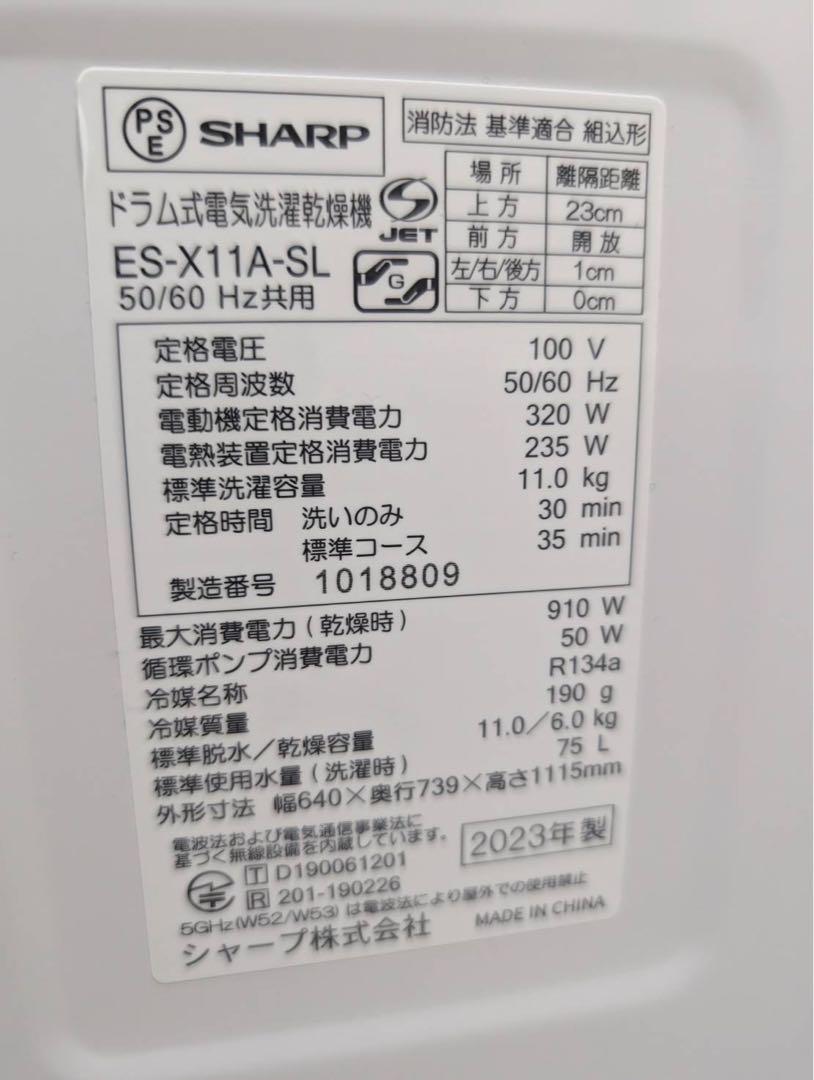 PSE SHARP
消防法 基準適合 組込形
ドラム式電気洗濯乾燥機
ES-X11A-SL
50/60 Hz共用
S JET
G
場所 離隔距離
上方 23cm
前方 開放
左/右/後方 1cm
下方 0cm
定格電圧 100 V
定格周波数 50/60 Hz
電動機定格消費電力 320 W
電熱装置定格消費電力 235 W
標準洗濯容量 11.0 kg
定格時間 洗いのみ 30 min
標準コース 35 min
製造番号 1018809
最大消費電力(乾燥時) 910 W
循環ポンプ消費電力 50 W
冷媒名称 R134a
冷媒質量 190 g
標準脱水/乾燥容量 11.0/6.0 kg
標準使用水量(洗濯時) 75 L
外形寸法 幅640×奥行739×高さ1115mm
電波法および電気通信事業法に
基づく無線設備を内蔵しています。
2023年製
T D190061201
R 201-190226
5GHz(W52/W53)は電波法により屋外での使用禁止
シャープ株式会社 MADE IN CHINA